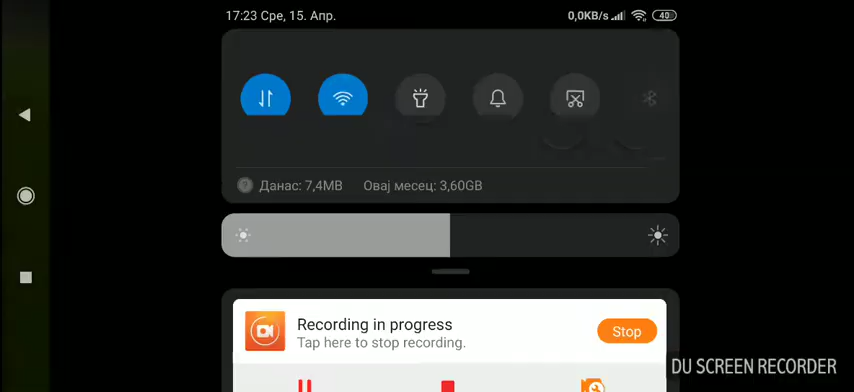 17:23 Сре, 15. Апр.
0,0KB/s
40
Данас: 7,4MB Овај месец: 3,60GB
Recording in progress
Tap here to stop recording.
Stop
DU SCREEN RECORDER